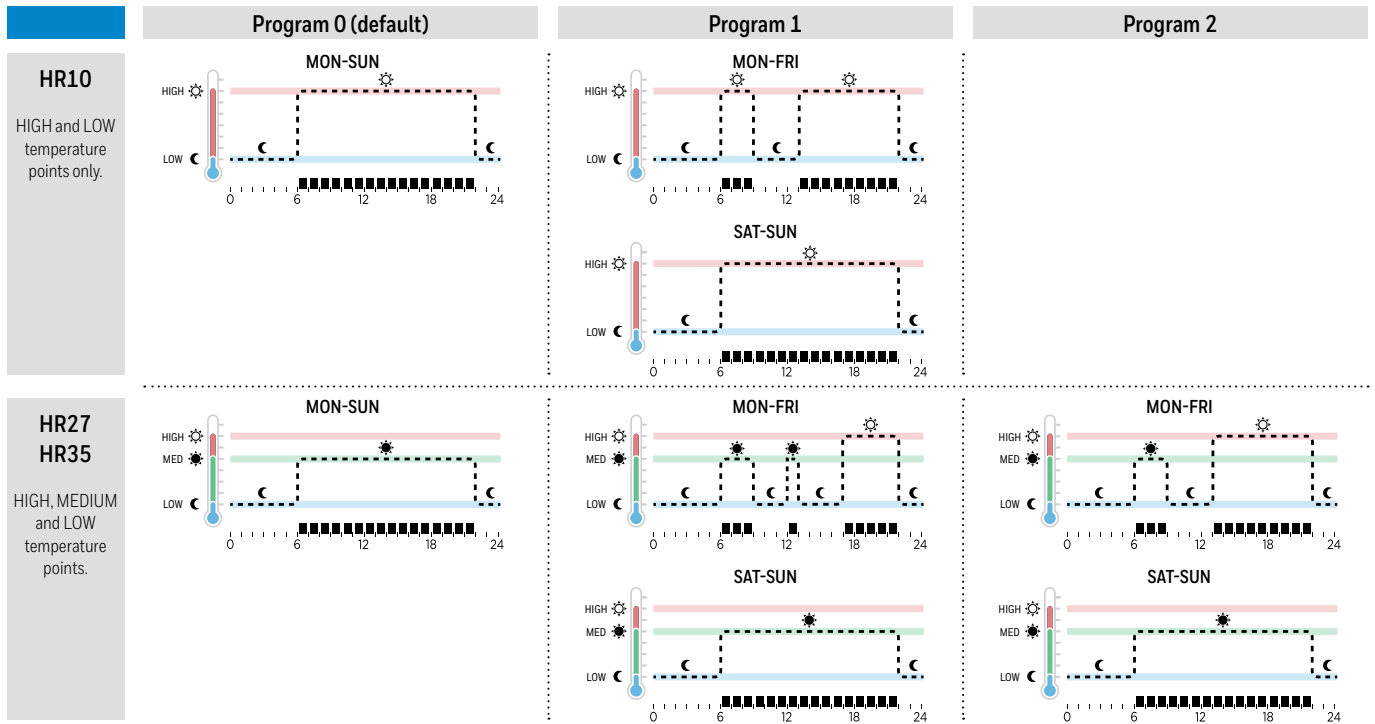 Program 0 (default)
Program 1
Program 2
HR10
HIGH and LOW
temperature
points only.
MON-SUN
HIGH
LOW
0 6 12 18 24
MON-FRI
HIGH
LOW
0 6 12 18 24
SAT-SUN
HIGH
LOW
0 6 12 18 24
HR27
HR35
HIGH, MEDIUM
and LOW
temperature
points.
MON-SUN
HIGH
MED
LOW
0 6 12 18 24
MON-FRI
HIGH
MED
LOW
0 6 12 18 24
SAT-SUN
HIGH
MED
LOW
0 6 12 18 24
MON-FRI
HIGH
MED
LOW
0 6 12 18 24
SAT-SUN
HIGH
MED
LOW
0 6 12 18 24